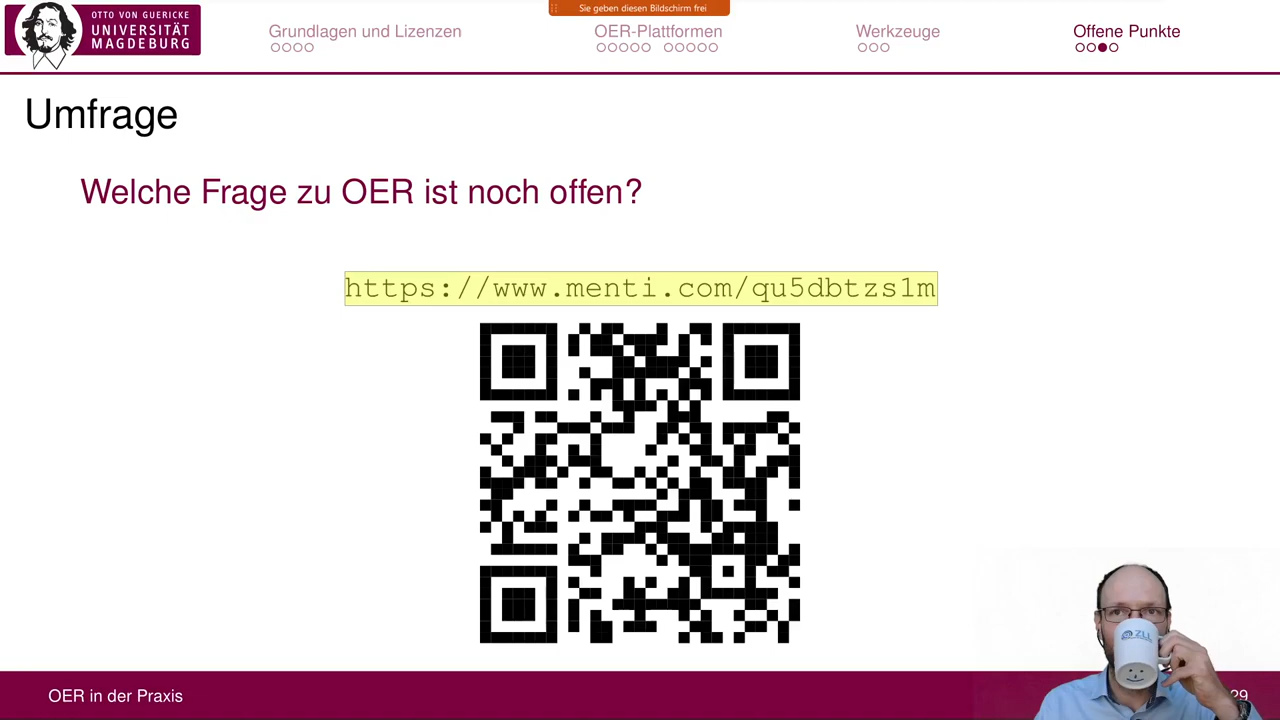 Sie geben diesen Bildschirm frei
OTTO VON GUERICKE
UNIVERSITÄT
MAGDEBURG
Grundlagen und Lizenzen
OER-Plattformen
Werkzeuge
Offene Punkte
Umfrage
Welche Frage zu OER ist noch offen?
https://www.menti.com/qu5dbtzs1m
ZLL
OER in der Praxis
29